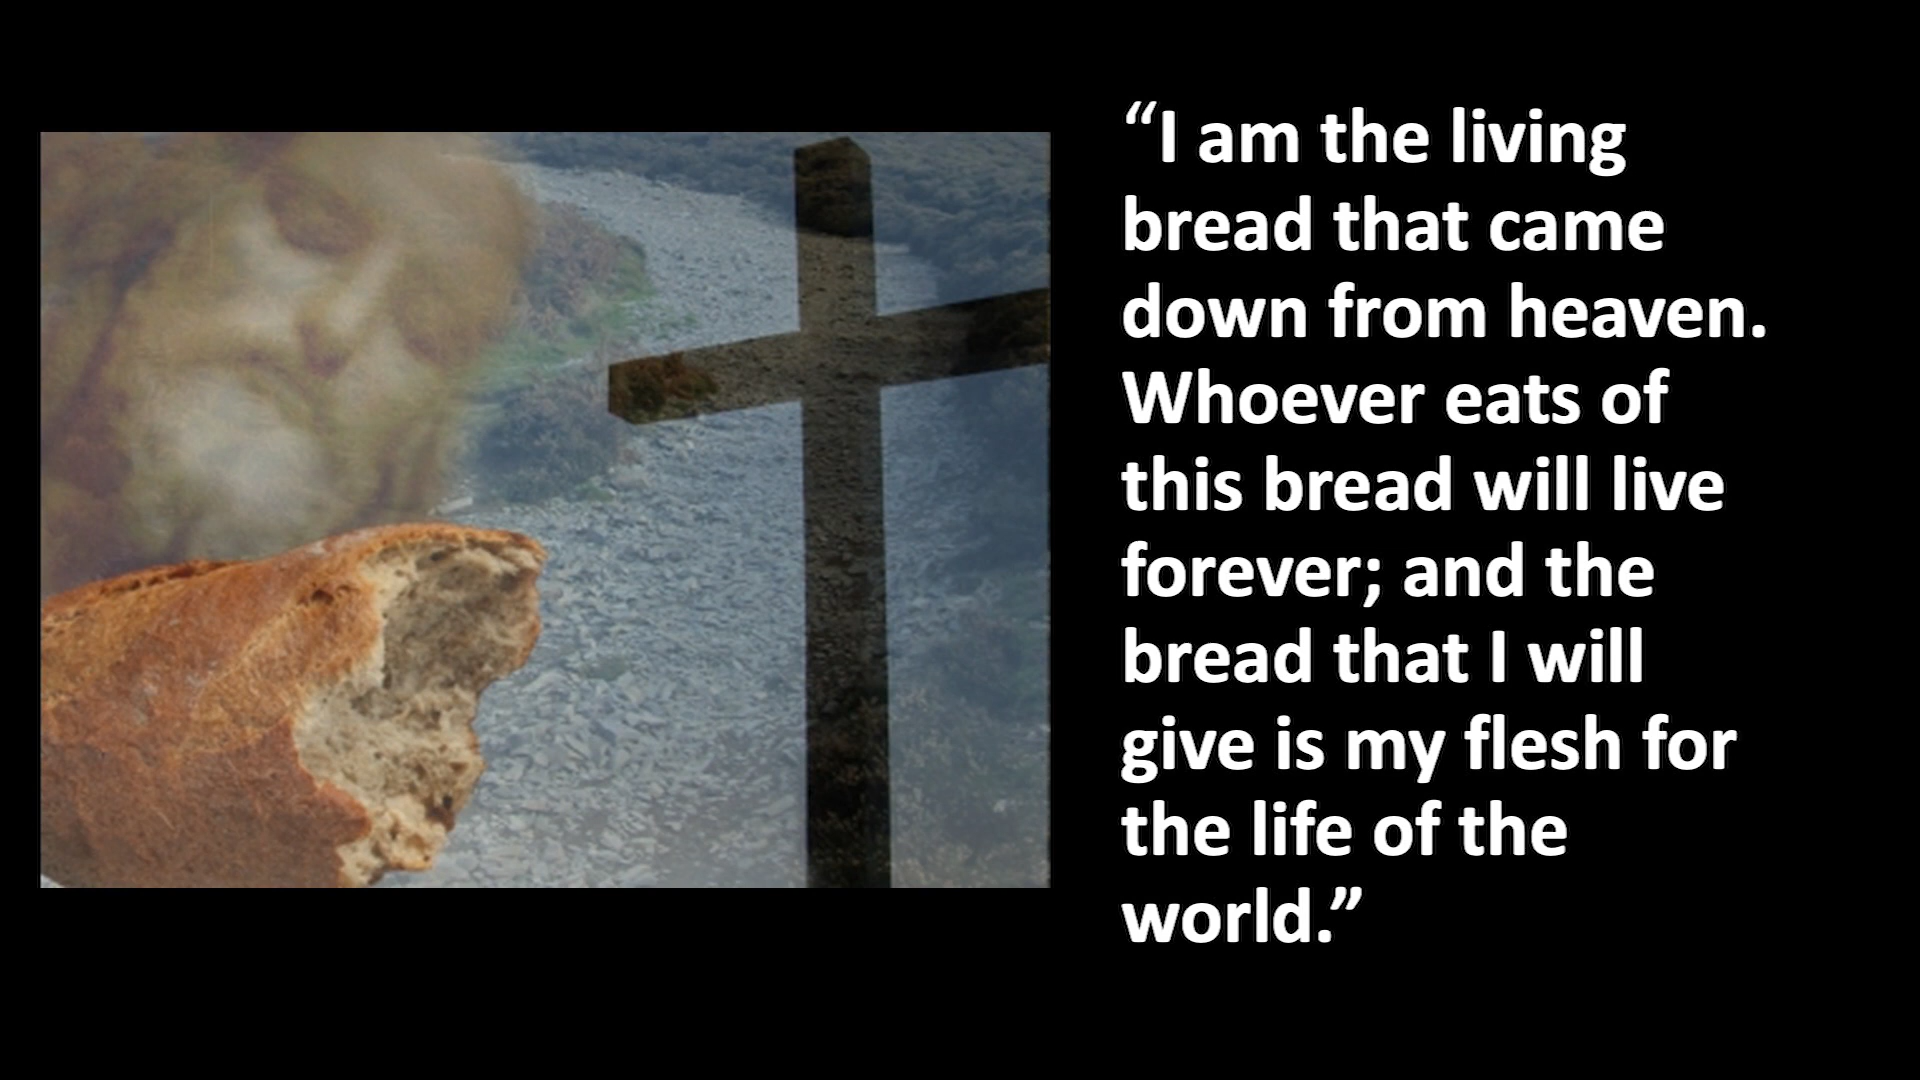 “I am the living
bread that came
down from heaven.
Whoever eats of
this bread will live
forever; and the
bread that I will
give is my flesh for
the life of the
world.”